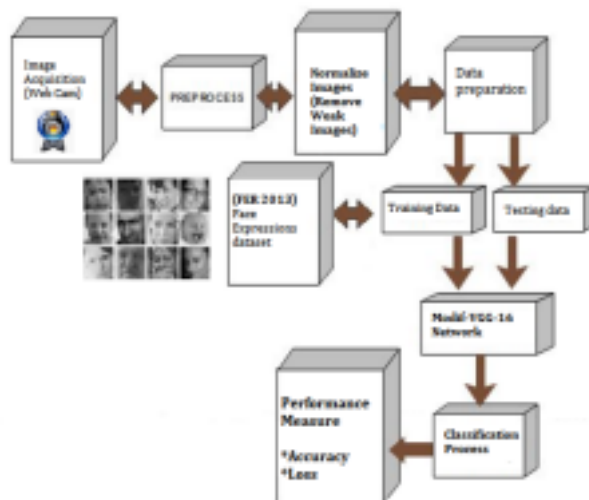 Image
Acquisition
(Web Cam)
PREPROCESS
Normalize
Images
(Remove
Weak
Images)
Data
preparation
(FER 2013)
Face
Expressions
dataset
Training Data
Testing data
Model-VGG-16
Network
Classification
Process
Performance
Measure
*Accuracy
*Loss